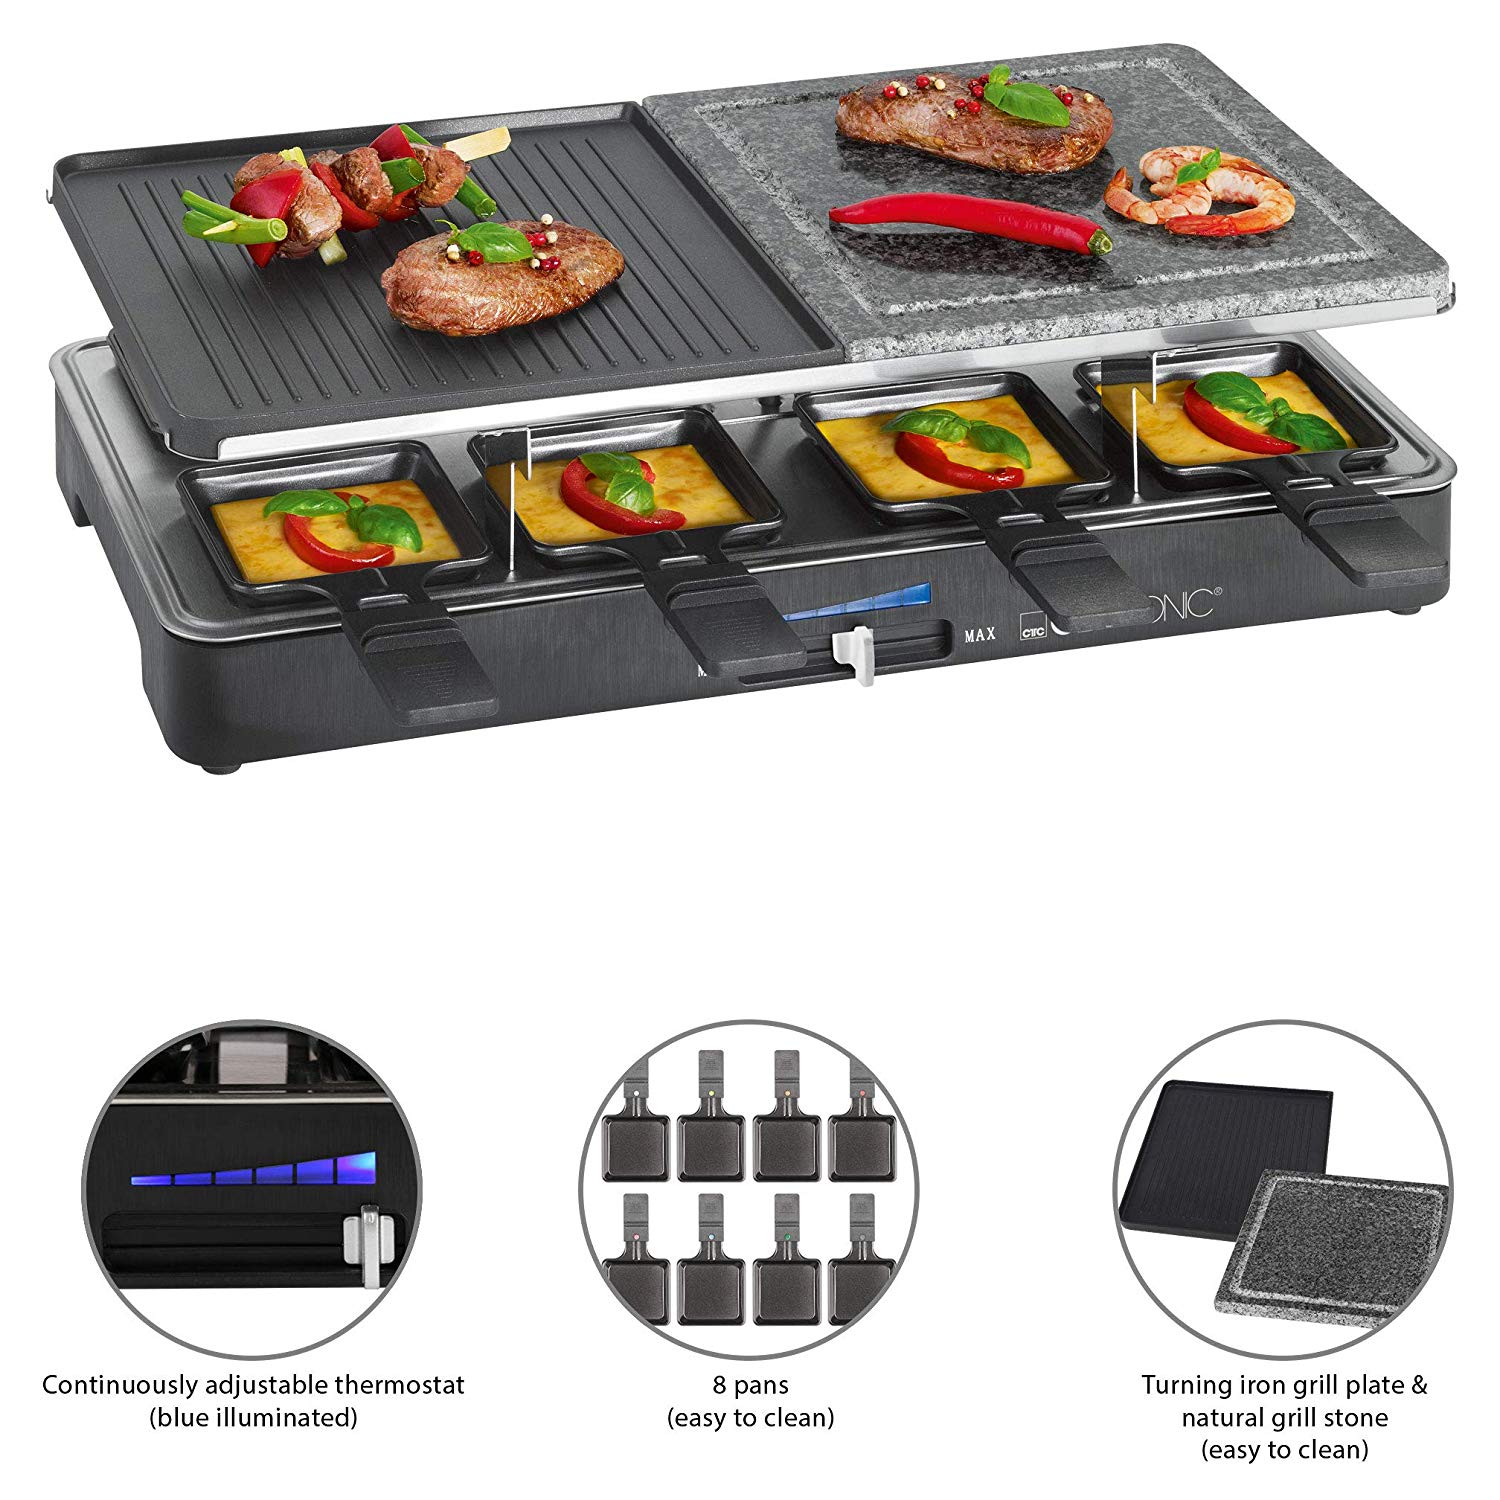 MAX
CTC
Continuously adjustable thermostat
(blue illuminated)
8 pans
(easy to clean)
Turning iron grill plate &
natural grill stone
(easy to clean)